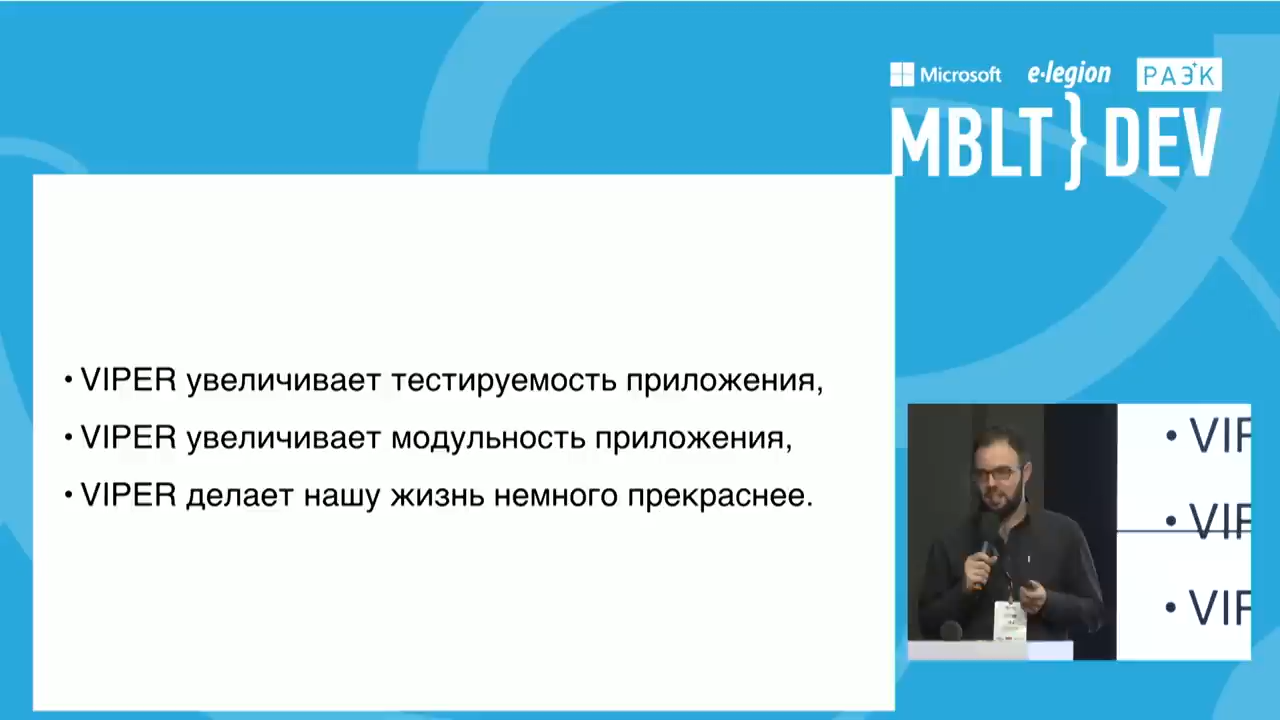 Microsoft e·legion РАЭК
MBLT}DEV
• VIPER увеличивает тестируемость приложения,
• VIPER увеличивает модульность приложения,
• VIPER делает нашу жизнь немного прекраснее.
• VIP
• VIP
• VIP